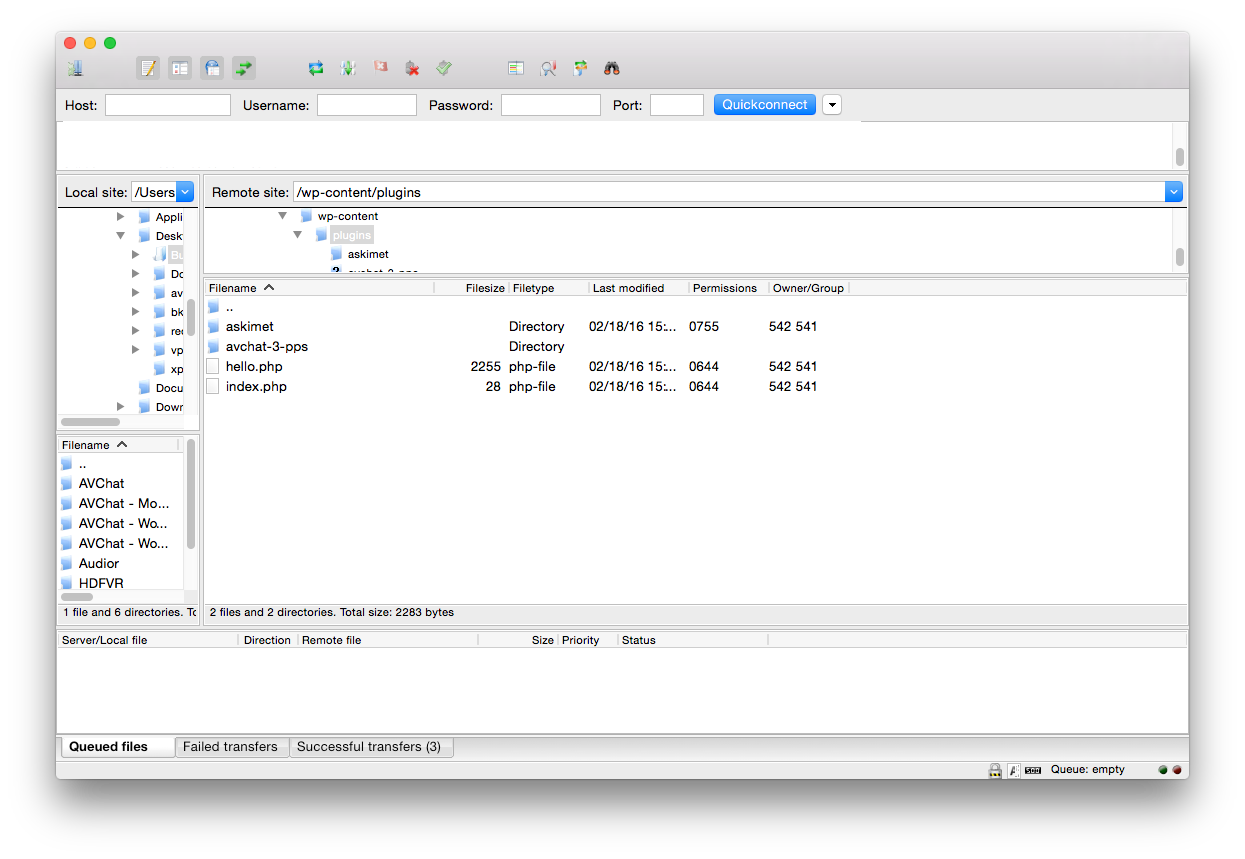 Host: Username: Password: Port: Quickconnect
Local site: /Users
Remote site: /wp-content/plugins
Appli
Desk
Bu
Do
av
bk
rec
vp
xp
Docu
Down
wp-content
plugins
askimet
Filename Filesize Filetype Last modified Permissions Owner/Group
..
askimet Directory 02/18/16 15:... 0755 542 541
avchat-3-pps Directory
hello.php 2255 php-file 02/18/16 15:... 0644 542 541
index.php 28 php-file 02/18/16 15:... 0644 542 541
Filename
..
AVChat
AVChat - Mo...
AVChat - Wo...
AVChat - Wo...
Audior
HDFVR
1 file and 6 directories. To
2 files and 2 directories. Total size: 2283 bytes
Server/Local file Direction Remote file Size Priority Status
Queued files Failed transfers Successful transfers (3)
Queue: empty